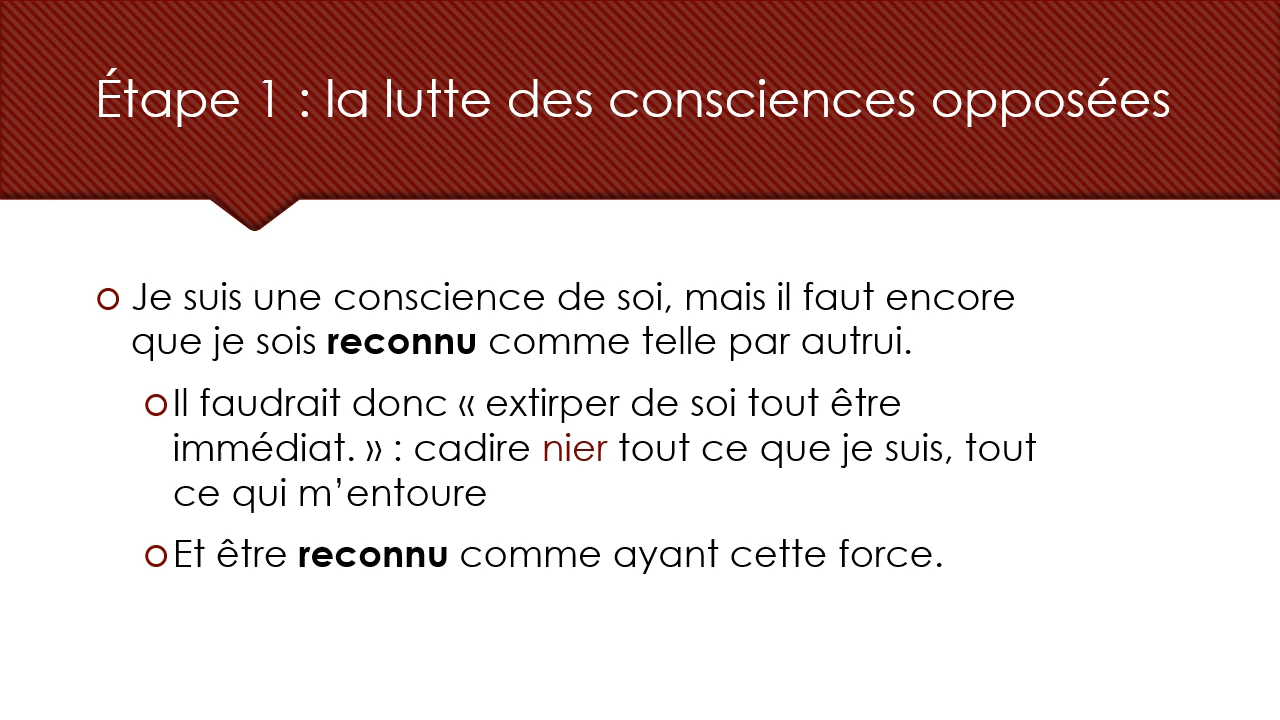 Étape 1 : la lutte des consciences opposées
Je suis une conscience de soi, mais il faut encore
que je sois reconnu comme telle par autrui.
Il faudrait donc « extirper de soi tout être
immédiat. » : cadire nier tout ce que je suis, tout
ce qui m’entoure
Et être reconnu comme ayant cette force.